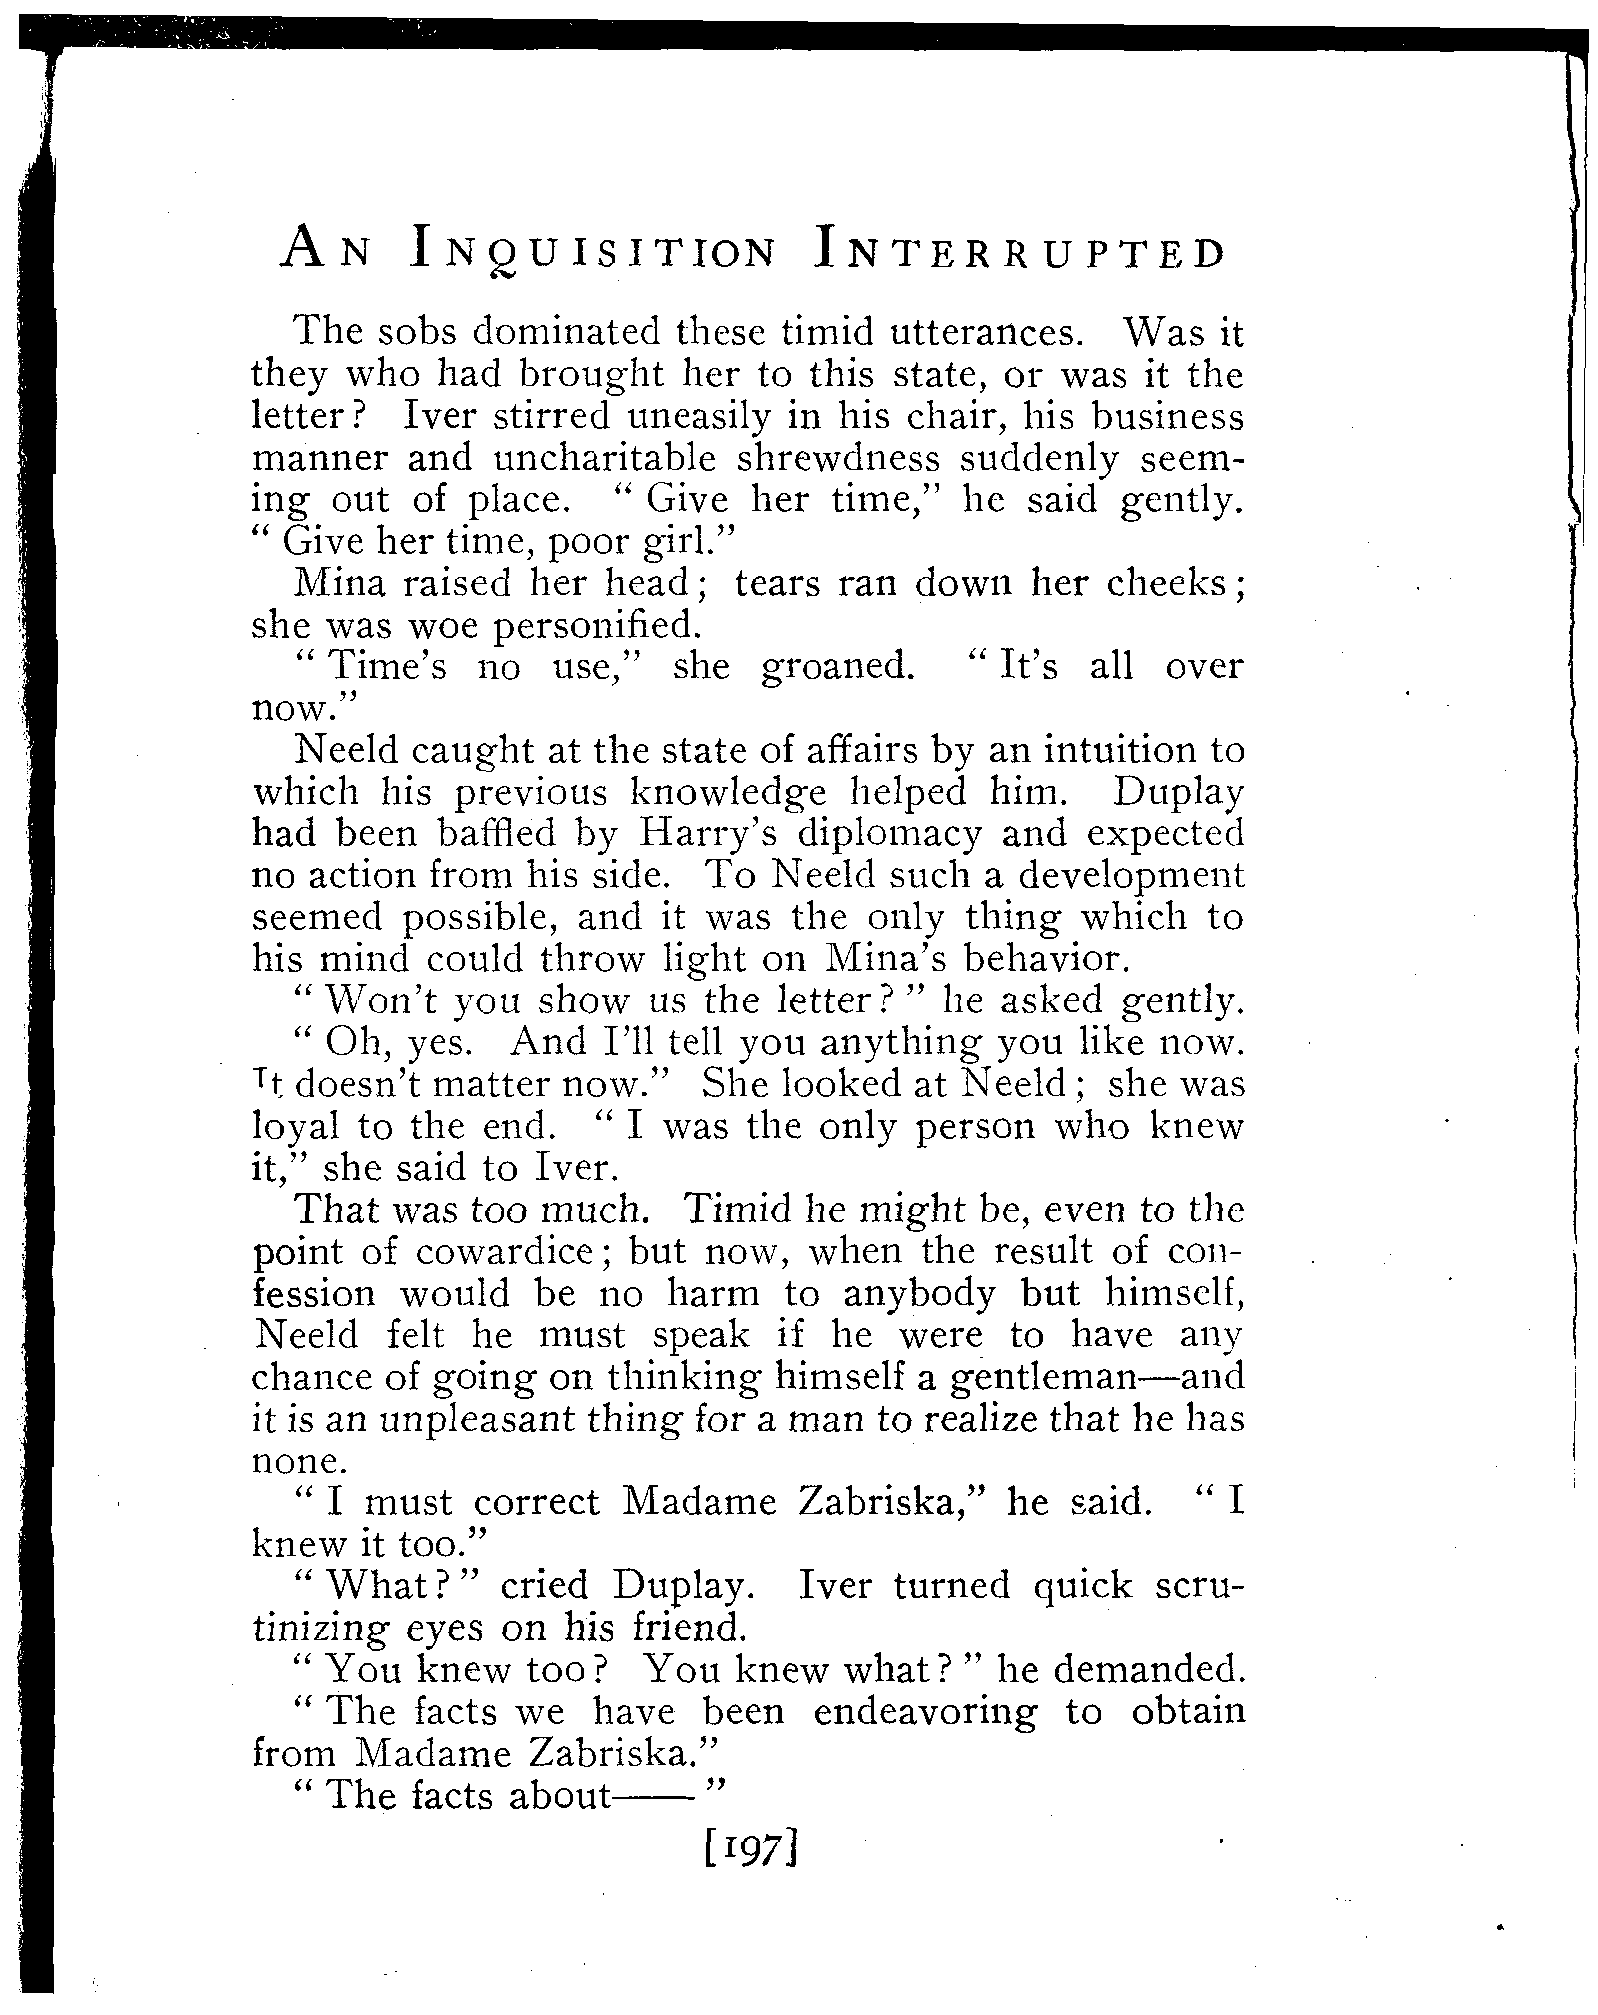 An Inquisition Interrupted
The sobs dominated these timid utterances. Was it
they who had brought her to this state, or was it the
letter? Iver stirred uneasily in his chair, his business
manner and uncharitable shrewdness suddenly seem-
ing out of place. “Give her time,” he said gently.
“Give her time, poor girl.”
Mina raised her head; tears ran down her cheeks;
she was woe personified.
“Time's no use,” she groaned. “It's all over
now.”
Neeld caught at the state of affairs by an intuition to
which his previous knowledge helped him. Duplay
had been baffled by Harry's diplomacy and expected
no action from his side. To Neeld such a development
seemed possible, and it was the only thing which to
his mind could throw light on Mina's behavior.
“Won't you show us the letter?” he asked gently.
“Oh, yes. And I'll tell you anything you like now.
It doesn't matter now.” She looked at Neeld; she was
loyal to the end. “I was the only person who knew
it,” she said to Iver.
That was too much. Timid he might be, even to the
point of cowardice; but now, when the result of con-
fession would be no harm to anybody but himself,
Neeld felt he must speak if he were to have any
chance of going on thinking himself a gentleman—and
it is an unpleasant thing for a man to realize that he has
none.
“I must correct Madame Zabriska,” he said. “I
knew it too.”
“What?” cried Duplay. Iver turned quick scru-
tinizing eyes on his friend.
“You knew too? You knew what?” he demanded.
“The facts we have been endeavoring to obtain
from Madame Zabriska.”
“The facts about——”
[197]